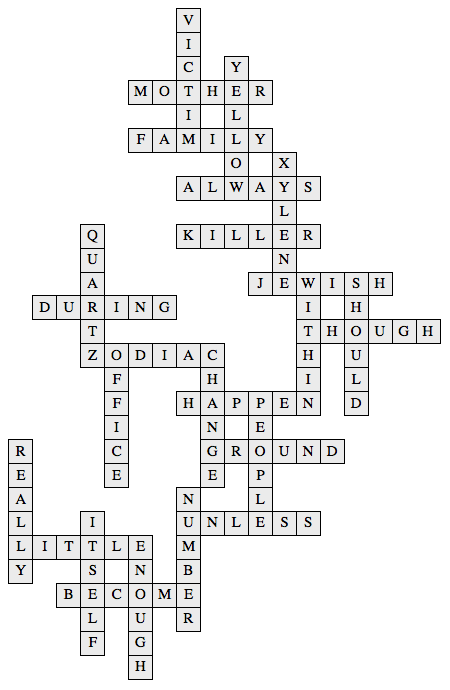 VICTIM
YELLOW
MOTHER
FAMILY
XYLENE
ALWAYS
QUARTZ
KILLER
JEWISH
WITHIN
SHOULD
DURING
THOUGH
ZODIAC
OFFICE
CHANGE
HAPPEN
PEOPLE
REALLY
GROUND
NUMBER
ITSELF
UNLESS
LITTLE
ENOUGH
BECOME